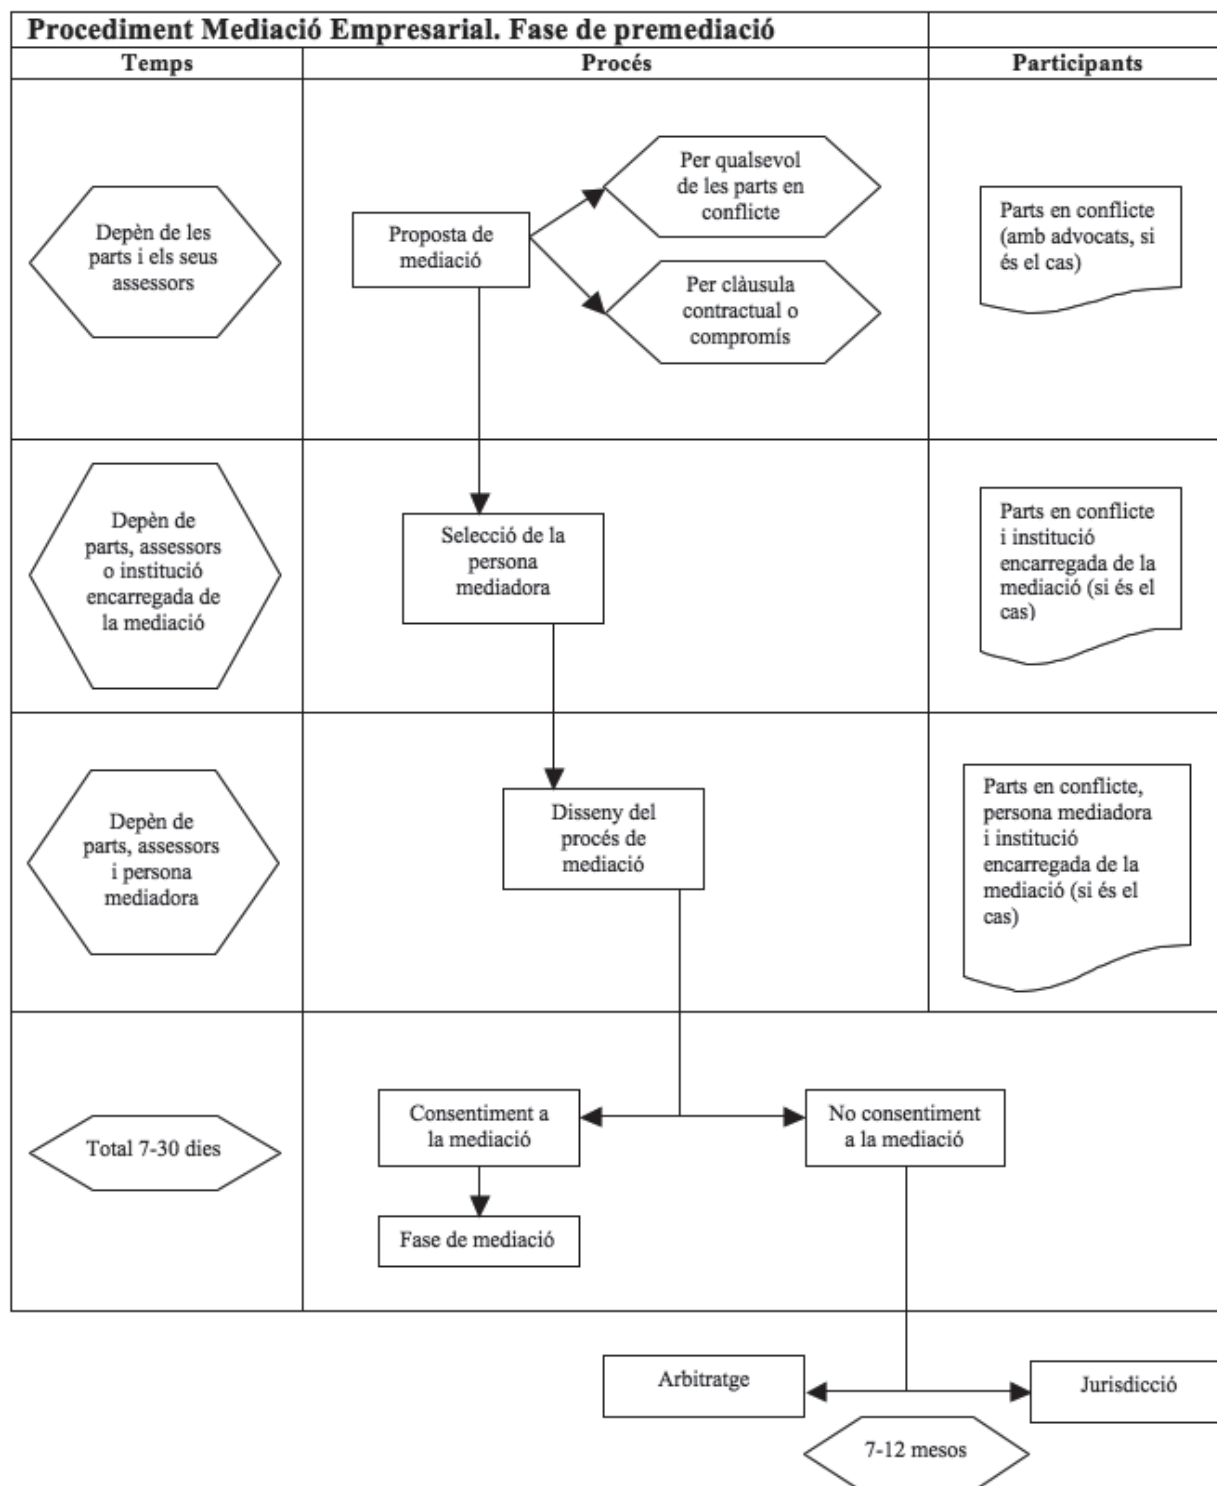 Procediment Mediació Empresarial. Fase de premediació
Temps
Procés
Participants
Depèn de les
parts i els seus
assessors
Proposta de
mediació
Per qualsevol
de les parts en
conflicte
Per clàusula
contractual o
compromís
Parts en conflicte
(amb advocats, si
és el cas)
Depèn de
parts, assessors
o institució
encarregada de
la mediació
Selecció de la
persona
mediadora
Parts en conflicte
i institució
encarregada de la
mediació (si és el
cas)
Depèn de
parts, assessors
i persona
mediadora
Disseny del
procés de
mediació
Parts en conflicte,
persona mediadora
i institució
encarregada de la
mediació (si és el
cas)
Total 7-30 dies
Consentiment a
la mediació
No consentiment
a la mediació
Fase de mediació
Arbitratge
Jurisdicció
7-12 mesos